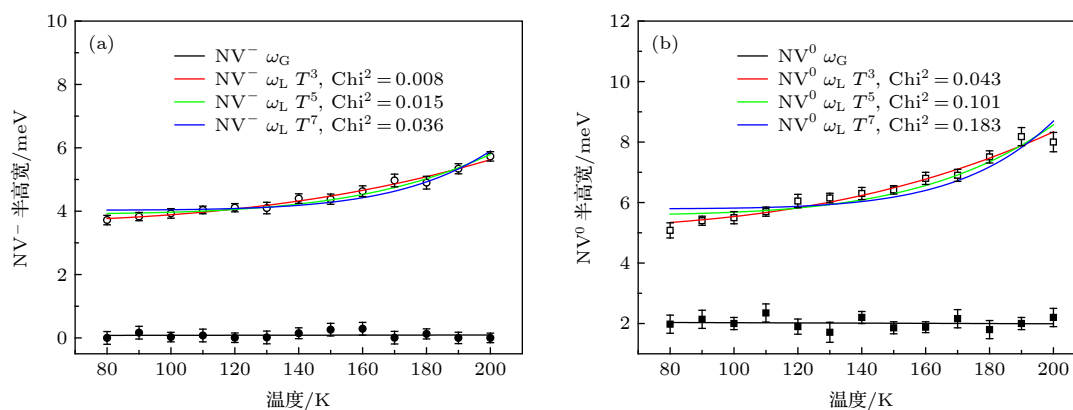 (a)
NV⁻ ω_G
NV⁻ ω_L T³, Chi² = 0.008
NV⁻ ω_L T⁵, Chi² = 0.015
NV⁻ ω_L T⁷, Chi² = 0.036
10
8
6
4
2
0
NV⁻ 半高宽/meV
80 100 120 140 160 180 200
温度/K
(b)
NV⁰ ω_G
NV⁰ ω_L T³, Chi² = 0.043
NV⁰ ω_L T⁵, Chi² = 0.101
NV⁰ ω_L T⁷, Chi² = 0.183
12
10
8
6
4
2
0
NV⁰ 半高宽/meV
80 100 120 140 160 180 200
温度/K